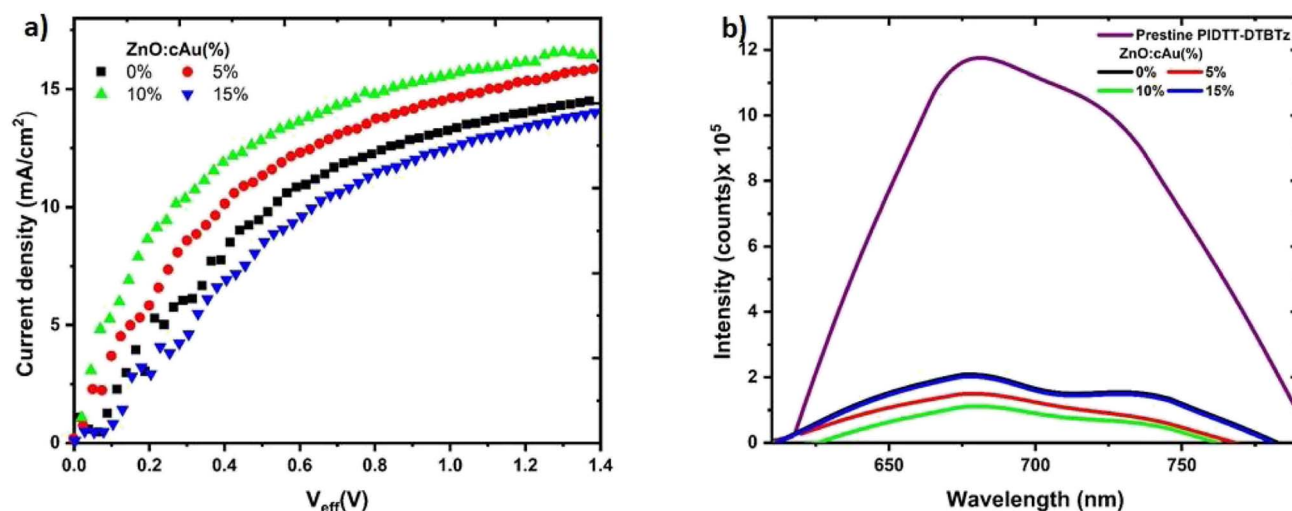 a)
ZnO:cAu(%)
0% 5%
10% 15%
Current density (mA/cm²)
15
10
5
0
0.0 0.2 0.4 0.6 0.8 1.0 1.2 1.4
V_eff(V)
b)
Prestine PIDTT-DTBTz
ZnO:cAu(%)
0% 5%
10% 15%
Intensity (counts)x 10⁵
12
10
8
6
4
2
0
650 700 750
Wavelength (nm)